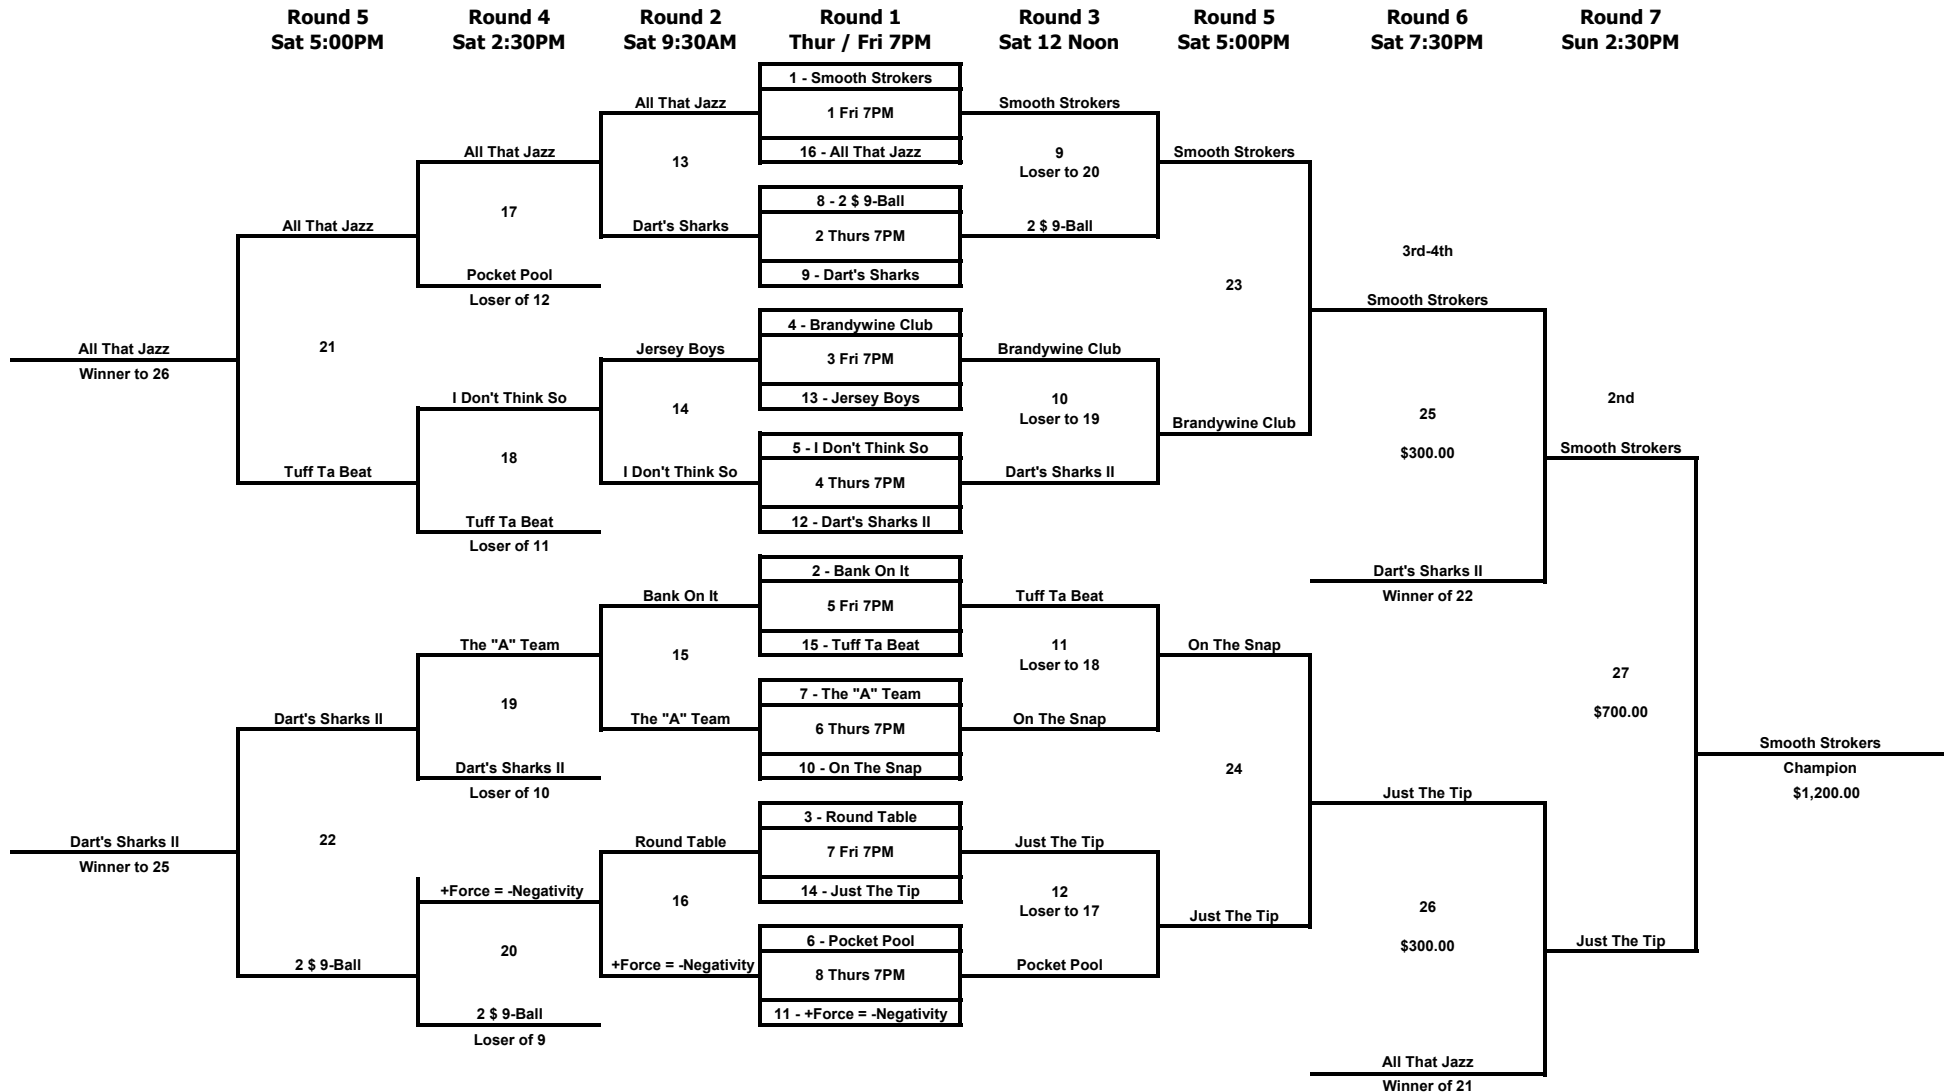 Round 5
Sat 5:00PM
Round 4
Sat 2:30PM
Round 2
Sat 9:30AM
Round 1
Thur / Fri 7PM
Round 3
Sat 12 Noon
Round 5
Sat 5:00PM
Round 6
Sat 7:30PM
Round 7
Sun 2:30PM
All That Jazz
Winner to 26
Dart's Sharks II
Winner to 25
All That Jazz
21
Tuff Ta Beat
Dart's Sharks II
22
2 $ 9-Ball
All That Jazz
17
Pocket Pool
Loser of 12
I Don't Think So
18
Tuff Ta Beat
Loser of 11
The "A" Team
19
Dart's Sharks II
Loser of 10
+Force = -Negativity
20
2 $ 9-Ball
Loser of 9
All That Jazz
13
Dart's Sharks
Jersey Boys
14
I Don't Think So
Bank On It
15
The "A" Team
Round Table
16
+Force = -Negativity
1 - Smooth Strokers
1 Fri 7PM
16 - All That Jazz
8 - 2 $ 9-Ball
2 Thurs 7PM
9 - Dart's Sharks
4 - Brandywine Club
3 Fri 7PM
13 - Jersey Boys
5 - I Don't Think So
4 Thurs 7PM
12 - Dart's Sharks II
2 - Bank On It
5 Fri 7PM
15 - Tuff Ta Beat
7 - The "A" Team
6 Thurs 7PM
10 - On The Snap
3 - Round Table
7 Fri 7PM
14 - Just The Tip
6 - Pocket Pool
8 Thurs 7PM
11 - +Force = -Negativity
Smooth Strokers
9
Loser to 20
2 $ 9-Ball
Brandywine Club
10
Loser to 19
Dart's Sharks II
Tuff Ta Beat
11
Loser to 18
On The Snap
Just The Tip
12
Loser to 17
Pocket Pool
Smooth Strokers
23
Brandywine Club
On The Snap
24
Just The Tip
3rd-4th
Smooth Strokers
25
$300.00
Dart's Sharks II
Winner of 22
Just The Tip
26
$300.00
All That Jazz
Winner of 21
2nd
Smooth Strokers
27
$700.00
Just The Tip
Smooth Strokers
Champion
$1,200.00